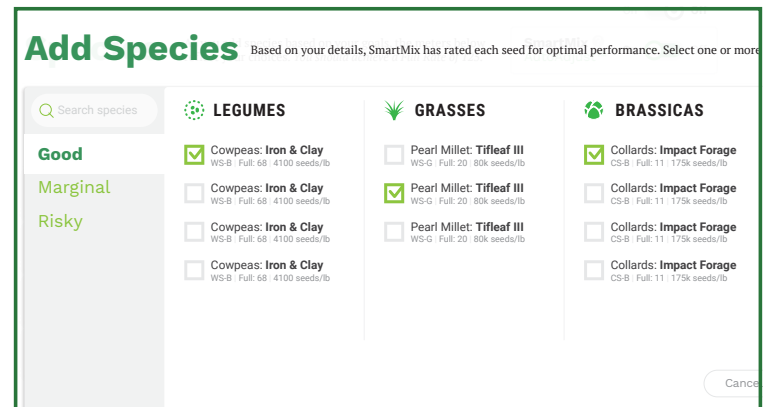 Add Species Based on your details, SmartMix has rated each seed for optimal performance. Select one or more
Search species
Good
Marginal
Risky
LEGUMES
Cowpeas: Iron & Clay
WS-B | Full: 68 | 4100 seeds/lb
Cowpeas: Iron & Clay
WS-B | Full: 68 | 4100 seeds/lb
Cowpeas: Iron & Clay
WS-B | Full: 68 | 4100 seeds/lb
Cowpeas: Iron & Clay
WS-B | Full: 68 | 4100 seeds/lb
GRASSES
Pearl Millet: Tifleaf III
WS-G | Full: 20 | 80k seeds/lb
Pearl Millet: Tifleaf III
WS-G | Full: 20 | 80k seeds/lb
Pearl Millet: Tifleaf III
WS-G | Full: 20 | 80k seeds/lb
BRASSICAS
Collards: Impact Forage
CS-B | Full: 11 | 175k seeds/lb
Collards: Impact Forage
CS-B | Full: 11 | 175k seeds/lb
Collards: Impact Forage
CS-B | Full: 11 | 175k seeds/lb
Collards: Impact Forage
CS-B | Full: 11 | 175k seeds/lb
Cance